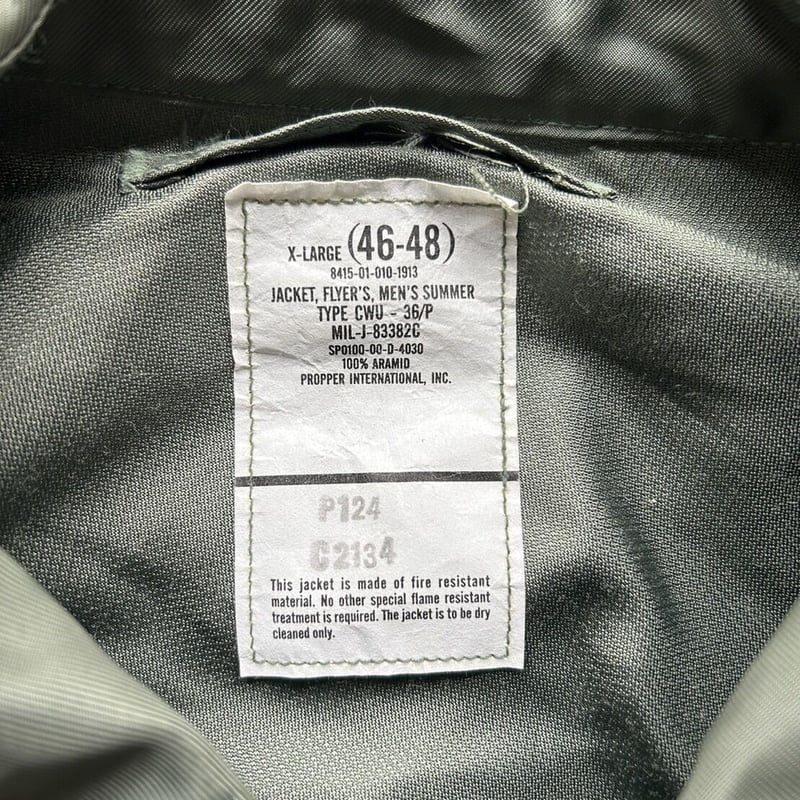 X-LARGE (46-48)
8415-01-010-1913
JACKET, FLYER'S, MEN'S SUMMER
TYPE CWU - 36/P
MIL-J-83382C
SP0100-00-D-4030
100% ARAMID
PROPPER INTERNATIONAL, INC.
P124
C2134
This jacket is made of fire resistant
material. No other special flame resistant
treatment is required. The jacket is to be dry
cleaned only.